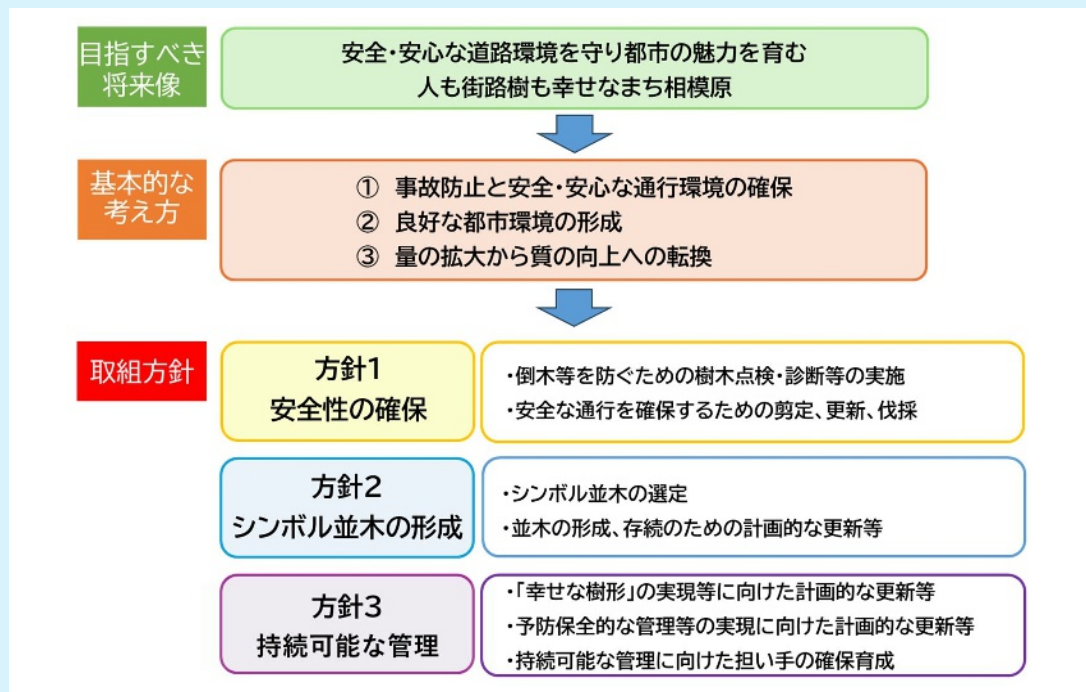 目指すべき
将来像
安全・安心な道路環境を守り都市の魅力を育む
人も街路樹も幸せなまち相模原
基本的な
考え方
① 事故防止と安全・安心な通行環境の確保
② 良好な都市環境の形成
③ 量の拡大から質の向上への転換
取組方針
方針1
安全性の確保
・倒木等を防ぐための樹木点検・診断等の実施
・安全な通行を確保するための剪定、更新、伐採
方針2
シンボル並木の形成
・シンボル並木の選定
・並木の形成、存続のための計画的な更新等
方針3
持続可能な管理
・「幸せな樹形」の実現等に向けた計画的な更新等
・予防保全的な管理等の実現に向けた計画的な更新等
・持続可能な管理に向けた担い手の確保育成